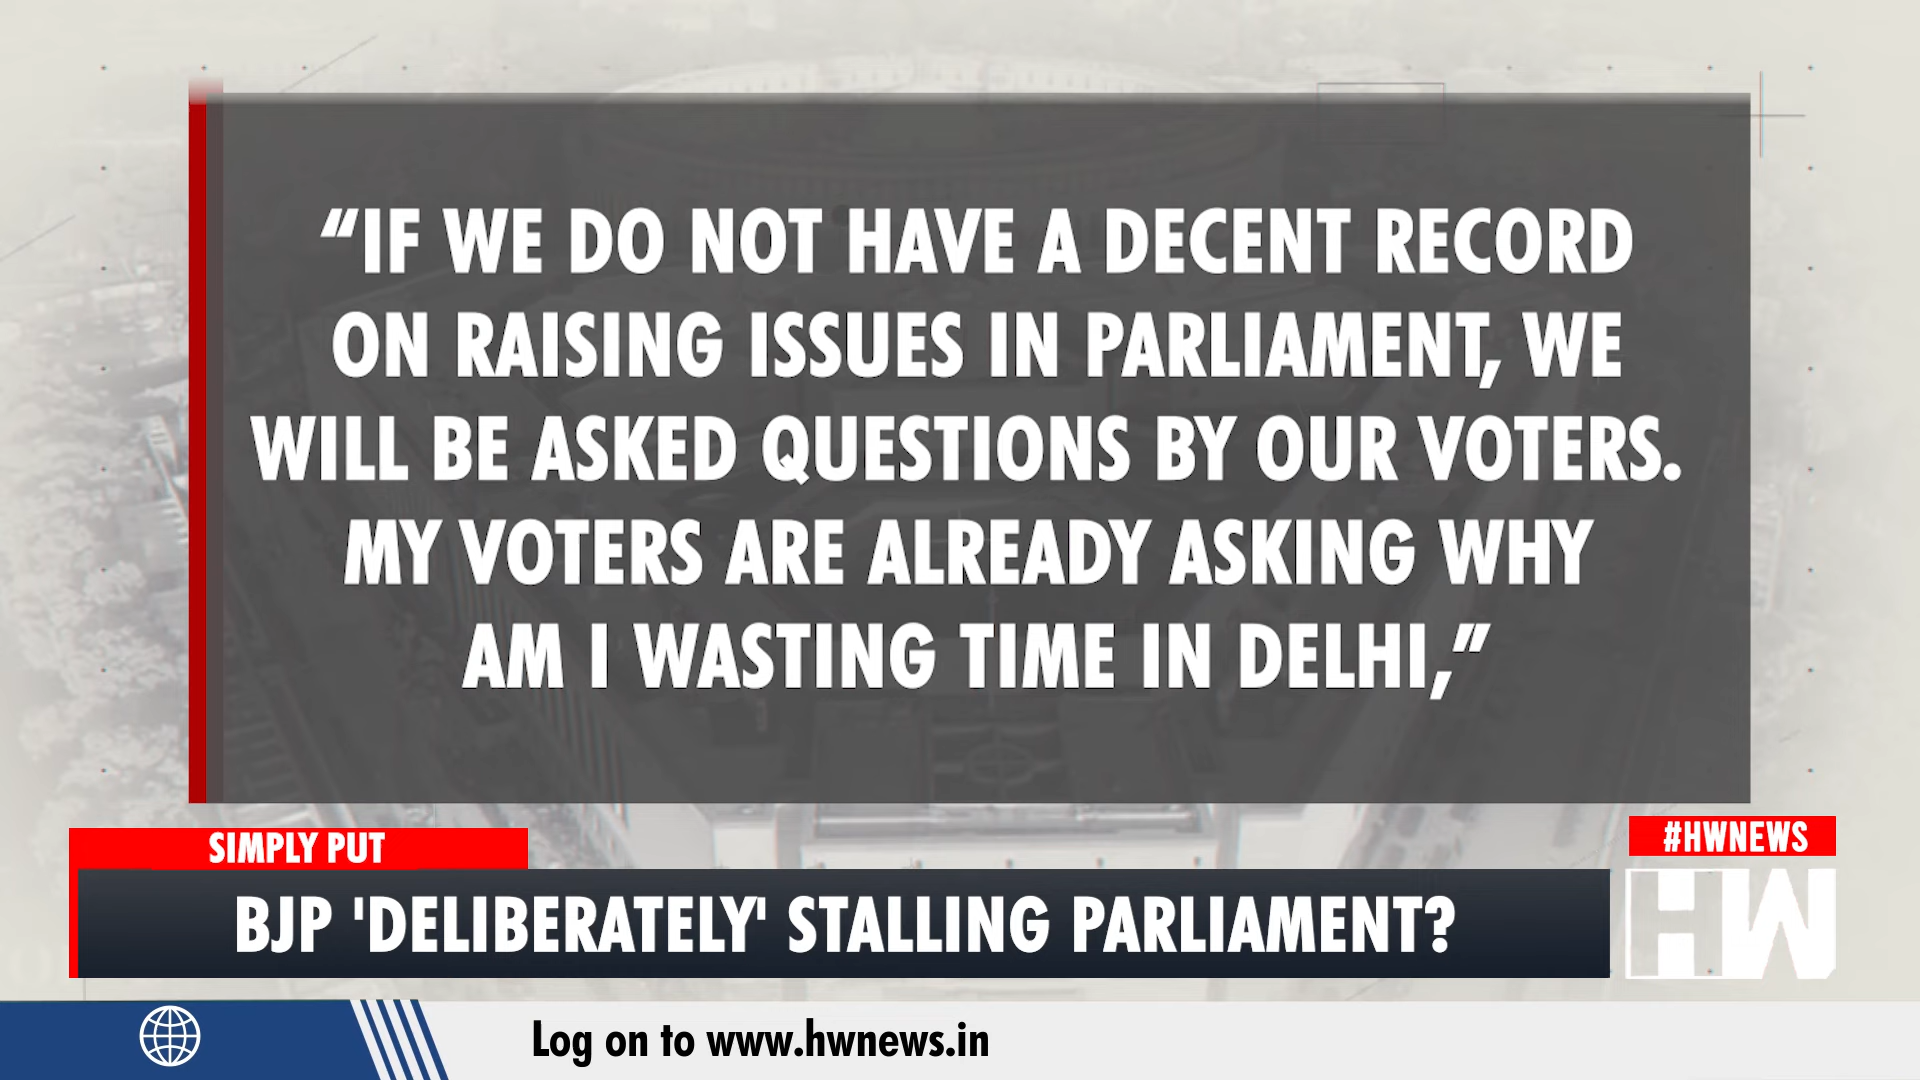 “IF WE DO NOT HAVE A DECENT RECORD
ON RAISING ISSUES IN PARLIAMENT, WE
WILL BE ASKED QUESTIONS BY OUR VOTERS.
MY VOTERS ARE ALREADY ASKING WHY
AM I WASTING TIME IN DELHI,”
SIMPLY PUT
#HWNEWS
BJP 'DELIBERATELY' STALLING PARLIAMENT?
HW
Log on to www.hwnews.in